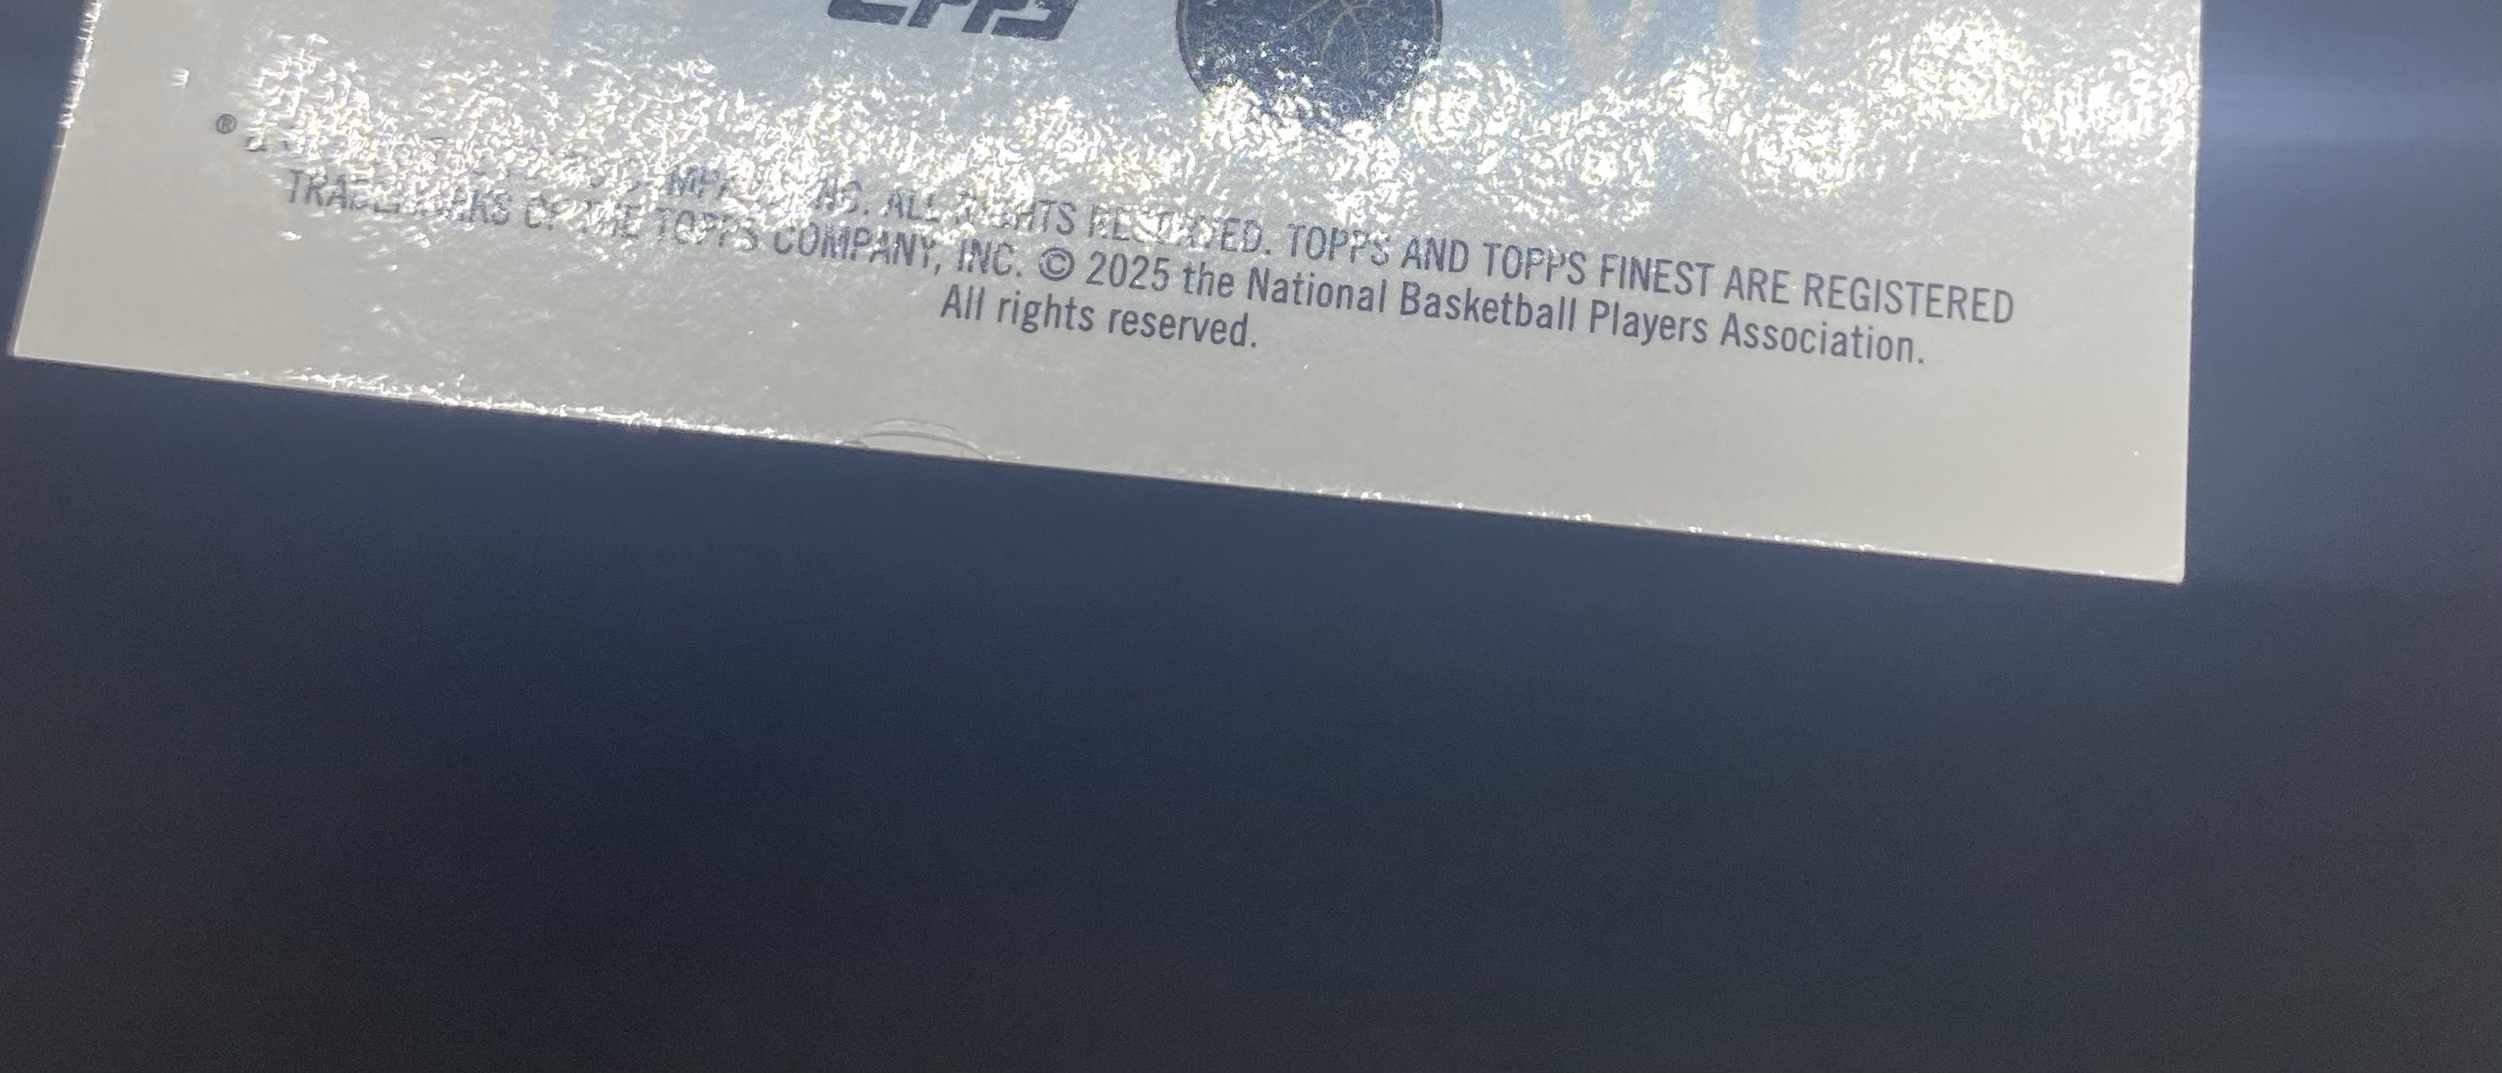 ®
ALL RIGHTS RESERVED. TOPPS AND TOPPS FINEST ARE REGISTERED
TRADEMARKS OF THE TOPPS COMPANY, INC. © 2025 the National Basketball Players Association.
All rights reserved.